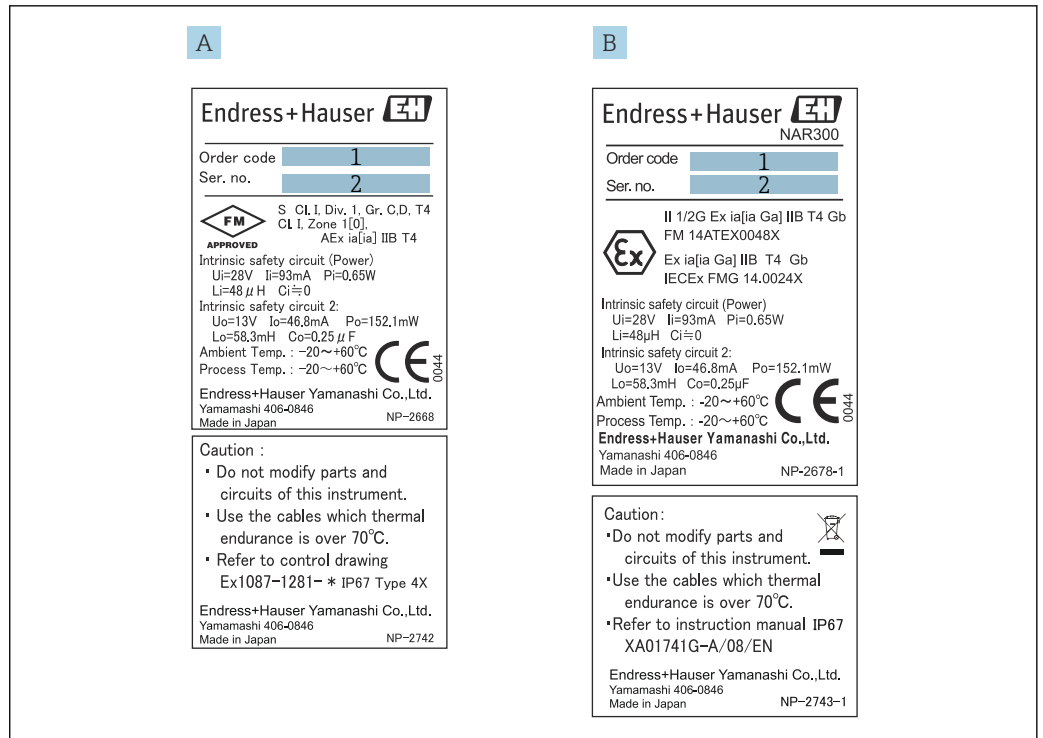 A
Endress+Hauser EH
Order code 1
Ser. no. 2
FM
APPROVED
S Cl. I, Div. 1, Gr. C,D, T4
Cl. I, Zone 1[0],
AEx ia[ia] IIB T4
Intrinsic safety circuit (Power)
Ui=28V Ii=93mA Pi=0.65W
Li=48μH Ci≒0
Intrinsic safety circuit 2:
Uo=13V Io=46.8mA Po=152.1mW
Lo=58.3mH Co=0.25μF
Ambient Temp. : -20~+60℃
Process Temp. : -20~+60℃
CE 0044
Endress+Hauser Yamanashi Co.,Ltd.
Yamamashi 406-0846
Made in Japan NP-2668
Caution :
▪ Do not modify parts and
circuits of this instrument.
▪ Use the cables which thermal
endurance is over 70℃.
▪ Refer to control drawing
Ex1087-1281-* IP67 Type 4X
Endress+Hauser Yamanashi Co.,Ltd.
Yamamashi 406-0846
Made in Japan NP-2742
B
Endress+Hauser EH
NAR300
Order code 1
Ser. no. 2
Ex
II 1/2G Ex ia[ia Ga] IIB T4 Gb
FM 14ATEX0048X
Ex ia[ia Ga] IIB T4 Gb
IECEx FMG 14.0024X
Intrinsic safety circuit (Power)
Ui=28V Ii=93mA Pi=0.65W
Li=48μH Ci≒0
Intrinsic safety circuit 2:
Uo=13V Io=46.8mA Po=152.1mW
Lo=58.3mH Co=0.25μF
Ambient Temp. : -20~+60℃
Process Temp. : -20~+60℃
CE 0044
Endress+Hauser Yamanashi Co.,Ltd.
Yamanashi 406-0846
Made in Japan NP-2678-1
Caution:
▪Do not modify parts and
circuits of this instrument.
▪Use the cables which thermal
endurance is over 70℃.
▪Refer to instruction manual IP67
XA01741G-A/08/EN
Endress+Hauser Yamanashi Co.,Ltd.
Yamamashi 406-0846
Made in Japan NP-2743-1